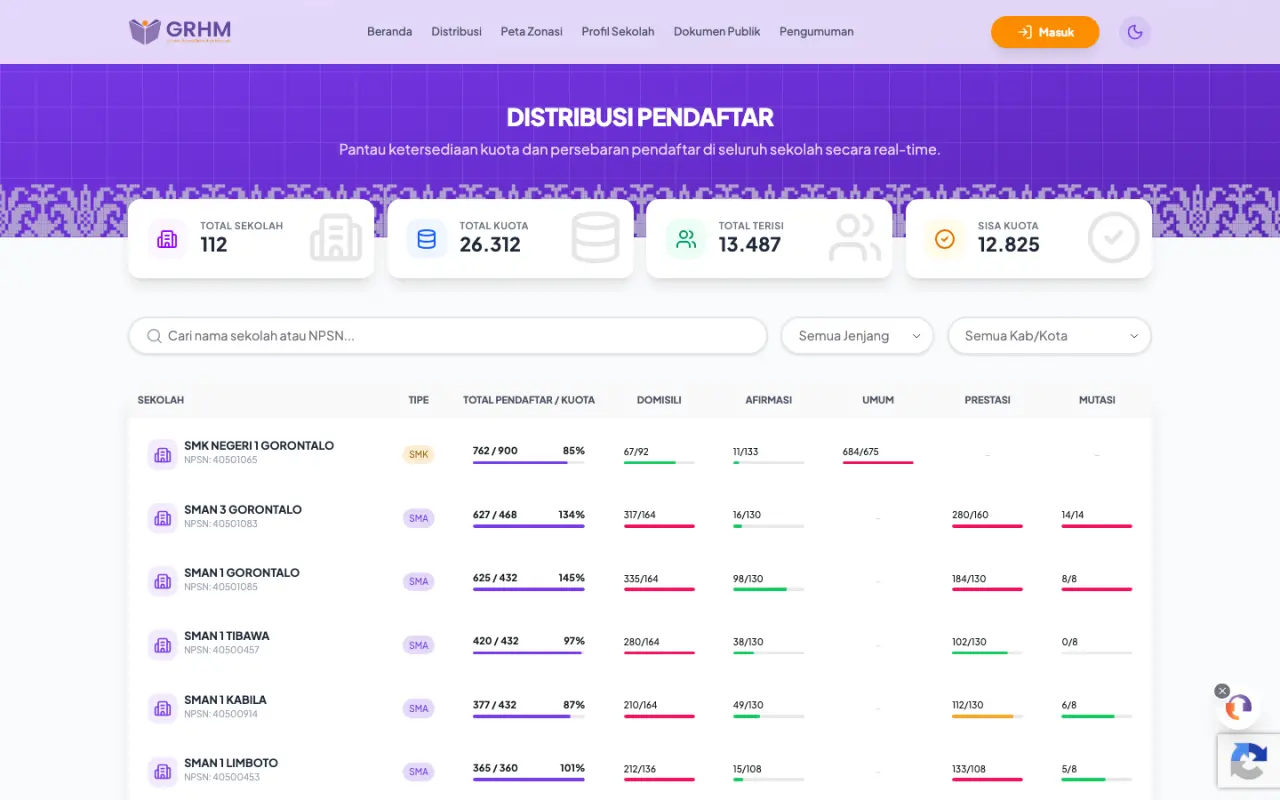 GRHM
Beranda Distribusi Peta Zonasi Profil Sekolah Dokumen Publik Pengumuman
Masuk
DISTRIBUSI PENDAFTAR
Pantau ketersediaan kuota dan persebaran pendaftar di seluruh sekolah secara real-time.
TOTAL SEKOLAH
112
TOTAL KUOTA
26.312
TOTAL TERISI
13.487
SISA KUOTA
12.825
Cari nama sekolah atau NPSN...
Semua Jenjang
Semua Kab/Kota
SEKOLAH TIPE TOTAL PENDAFTAR / KUOTA DOMISILI AFIRMASI UMUM PRESTASI MUTASI
SMK NEGERI 1 GORONTALO
NPSN: 40501065
SMK 762 / 900 85% 67/92 11/133 684/675 - -
SMAN 3 GORONTALO
NPSN: 40501083
SMA 627 / 468 134% 317/164 16/130 - 280/160 14/14
SMAN 1 GORONTALO
NPSN: 40501085
SMA 625 / 432 145% 335/164 98/130 - 184/130 8/8
SMAN 1 TIBAWA
NPSN: 40500457
SMA 420 / 432 97% 280/164 38/130 - 102/130 0/8
SMAN 1 KABILA
NPSN: 40500914
SMA 377 / 432 87% 210/164 49/130 - 112/130 6/8
SMAN 1 LIMBOTO
NPSN: 40500453
SMA 365 / 360 101% 212/136 15/108 - 133/108 5/8